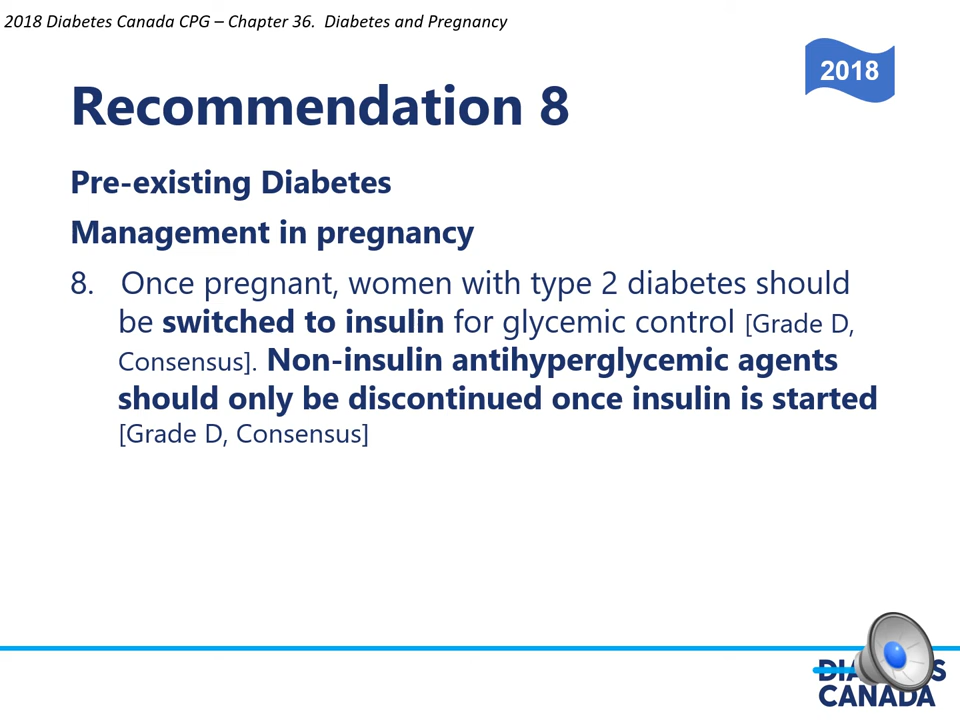 2018 Diabetes Canada CPG – Chapter 36.  Diabetes and Pregnancy
2018
Recommendation 8
Pre-existing Diabetes
Management in pregnancy
8. Once pregnant, women with type 2 diabetes should
be switched to insulin for glycemic control [Grade D,
Consensus]. Non-insulin antihyperglycemic agents
should only be discontinued once insulin is started
[Grade D, Consensus]
CANADA